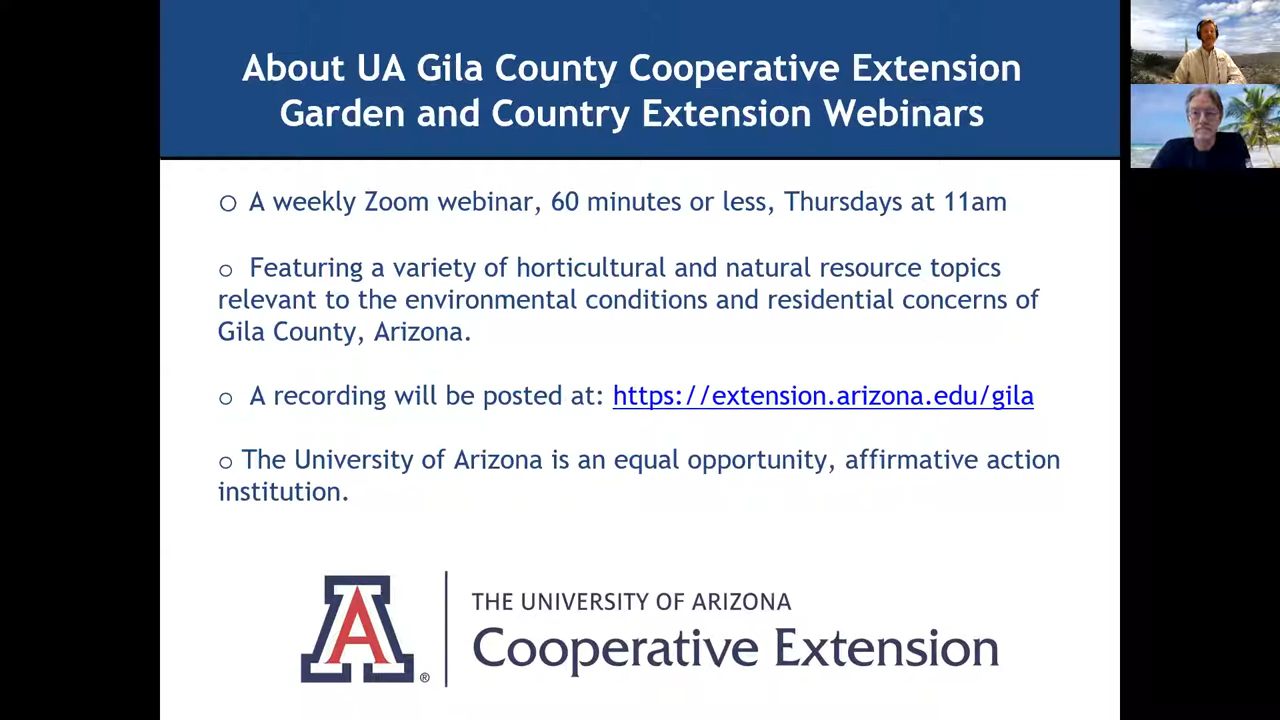 About UA Gila County Cooperative Extension
Garden and Country Extension Webinars
o A weekly Zoom webinar, 60 minutes or less, Thursdays at 11am
o Featuring a variety of horticultural and natural resource topics
relevant to the environmental conditions and residential concerns of
Gila County, Arizona.
o A recording will be posted at: https://extension.arizona.edu/gila
o The University of Arizona is an equal opportunity, affirmative action
institution.
A®
THE UNIVERSITY OF ARIZONA
Cooperative Extension